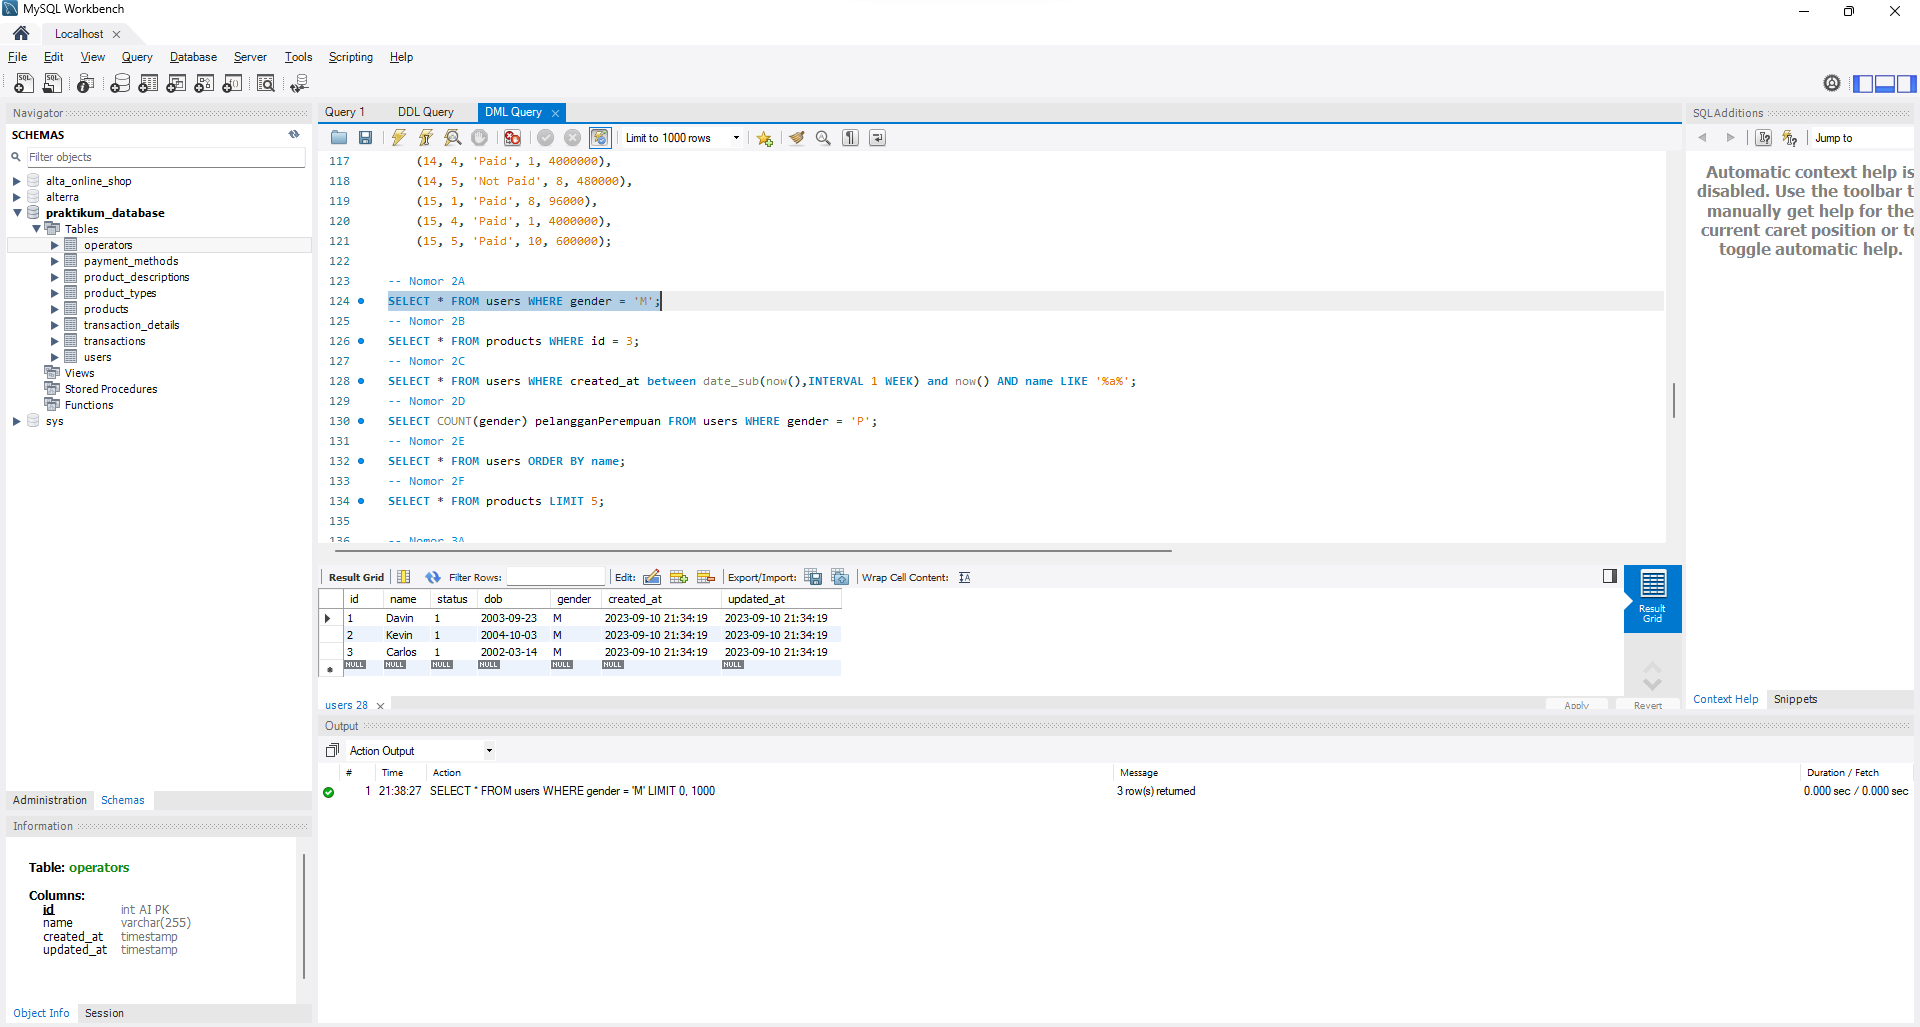 MySQL Workbench
Localhost
File Edit View Query Database Server Tools Scripting Help
Navigator
SCHEMAS
Filter objects
alta_online_shop
alterra
praktikum_database
Tables
operators
payment_methods
product_descriptions
product_types
products
transaction_details
transactions
users
Views
Stored Procedures
Functions
sys
Administration Schemas
Information
Table: operators
Columns:
id int AI PK
name varchar(255)
created_at timestamp
updated_at timestamp
Object Info Session
Query 1 DDL Query DML Query
Limit to 1000 rows
117 (14, 4, 'Paid', 1, 4000000),
118 (14, 5, 'Not Paid', 8, 480000),
119 (15, 1, 'Paid', 8, 96000),
120 (15, 4, 'Paid', 1, 4000000),
121 (15, 5, 'Paid', 10, 600000);
122
123 -- Nomor 2A
124 SELECT * FROM users WHERE gender = 'M';
125 -- Nomor 2B
126 SELECT * FROM products WHERE id = 3;
127 -- Nomor 2C
128 SELECT * FROM users WHERE created_at between date_sub(now(),INTERVAL 1 WEEK) and now() AND name LIKE '%a%';
129 -- Nomor 2D
130 SELECT COUNT(gender) pelangganPerempuan FROM users WHERE gender = 'P';
131 -- Nomor 2E
132 SELECT * FROM users ORDER BY name;
133 -- Nomor 2F
134 SELECT * FROM products LIMIT 5;
135
136 -- Nomor 3A
Result Grid Filter Rows: Edit: Export/Import: Wrap Cell Content:
id name status dob gender created_at updated_at
1 Davin 1 2003-09-23 M 2023-09-10 21:34:19 2023-09-10 21:34:19
2 Kevin 1 2004-10-03 M 2023-09-10 21:34:19 2023-09-10 21:34:19
3 Carlos 1 2002-03-14 M 2023-09-10 21:34:19 2023-09-10 21:34:19
NULL NULL NULL NULL NULL NULL NULL
Result
Grid
users 28
Apply Revert
Output
Action Output
# Time Action Message Duration / Fetch
1 21:38:27 SELECT * FROM users WHERE gender = 'M' LIMIT 0, 1000 3 row(s) returned 0.000 sec / 0.000 sec
SQLAdditions
Jump to
Automatic context help is
disabled. Use the toolbar t
manually get help for the
current caret position or to
toggle automatic help.
Context Help Snippets